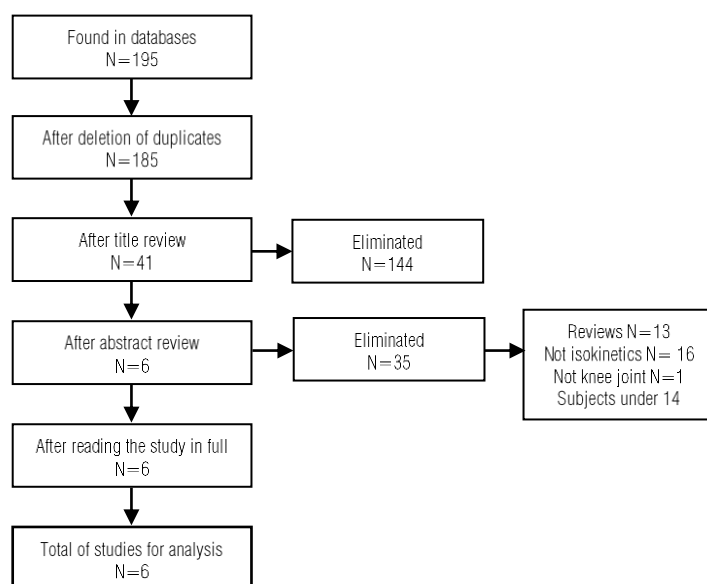 Found in databases
N=195
After deletion of duplicates
N=185
After title review
N=41
Eliminated
N=144
After abstract review
N=6
Eliminated
N=35
Reviews N=13
Not isokinetics N= 16
Not knee joint N=1
Subjects under 14
After reading the study in full
N=6
Total of studies for analysis
N=6